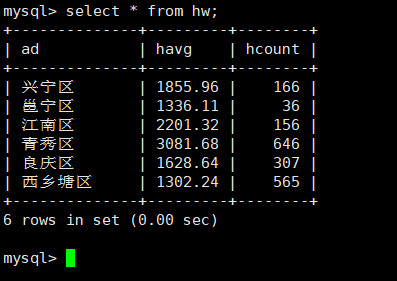 mysql> select * from hw;
+--------------+---------+--------+
| ad           | havg    | hcount |
+--------------+---------+--------+
| 兴宁区       | 1855.96 |    166 |
| 邕宁区       | 1336.11 |     36 |
| 江南区       | 2201.32 |    156 |
| 青秀区       | 3081.68 |    646 |
| 良庆区       | 1628.64 |    307 |
| 西乡塘区     | 1302.24 |    565 |
+--------------+---------+--------+
6 rows in set (0.00 sec)
mysql>